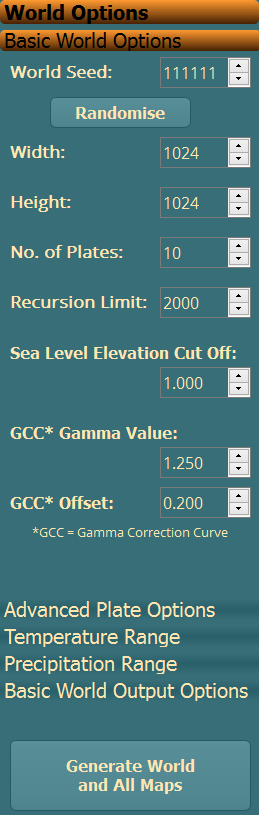 World Options
Basic World Options
World Seed: 111111
Randomise
Width: 1024
Height: 1024
No. of Plates: 10
Recursion Limit: 2000
Sea Level Elevation Cut Off:
1.000
GCC* Gamma Value:
1.250
GCC* Offset: 0.200
*GCC = Gamma Correction Curve
Advanced Plate Options
Temperature Range
Precipitation Range
Basic World Output Options
Generate World
and All Maps